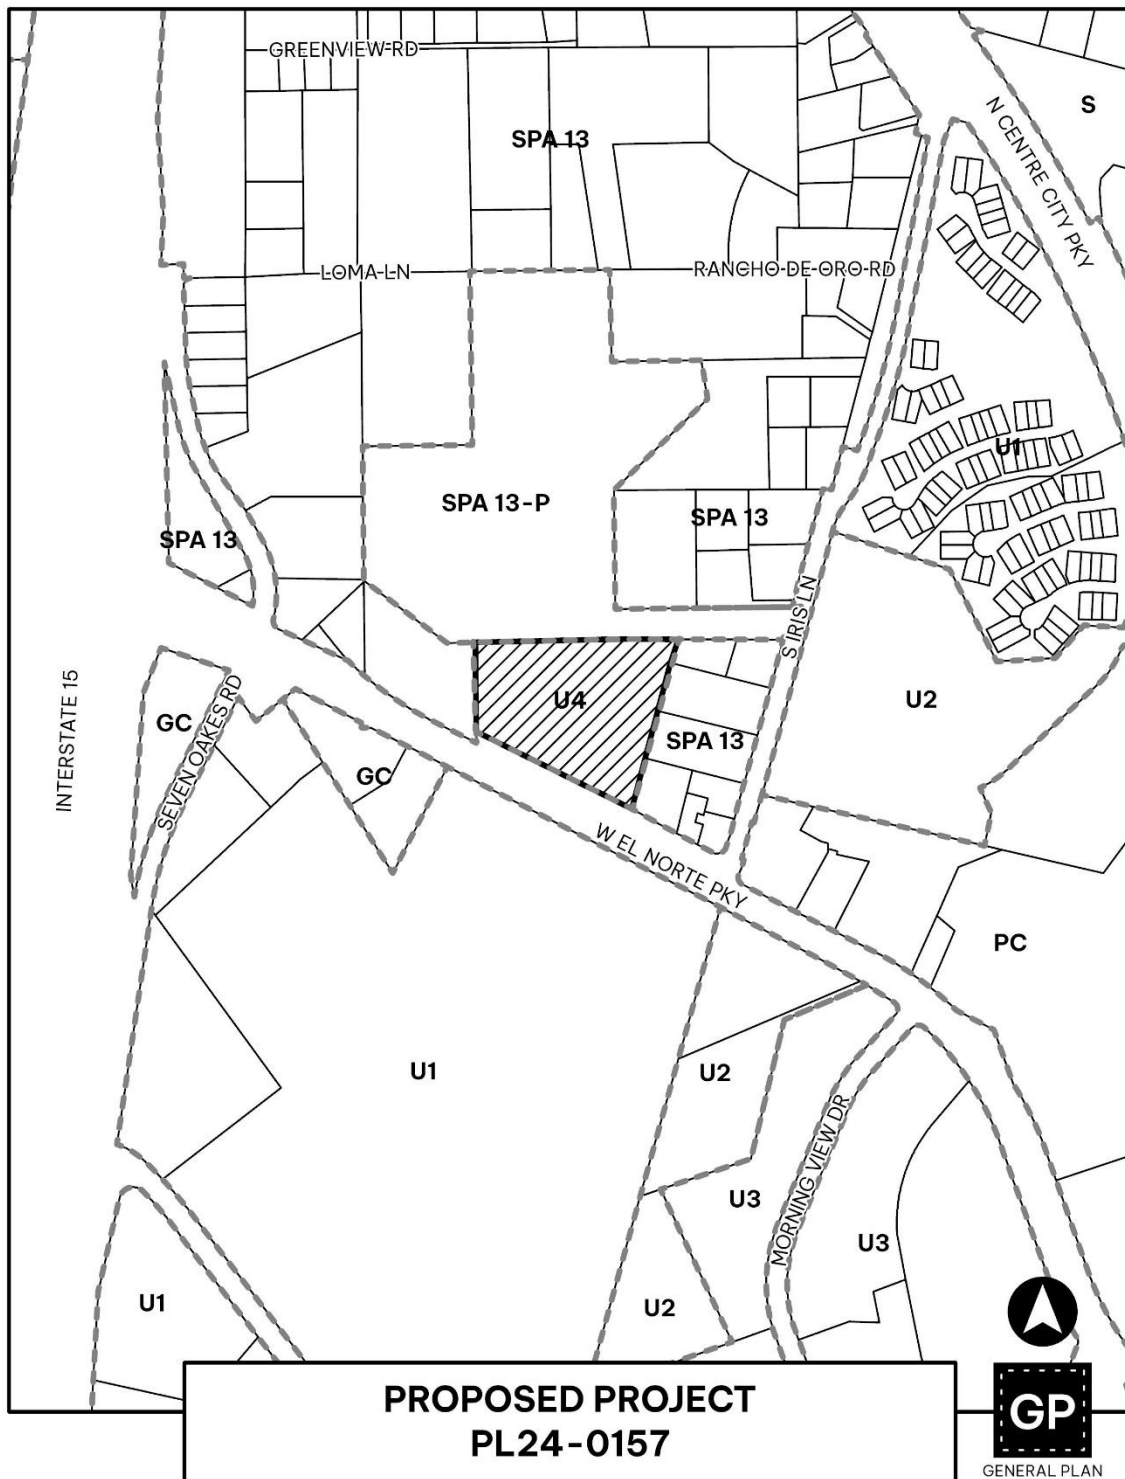 GREENVIEW RD
S
N CENTRE CITY PKY
SPA 13
LOMA LN
RANCHO DE ORO RD
U1
SPA 13-P
SPA 13
SPA 13
S IRIS LN
INTERSTATE 15
GC
SEVEN OAKES RD
GC
U4
SPA 13
U2
W EL NORTE PKY
PC
U1
U2
MORNING VIEW DR
U3
U3
U1
U2
PROPOSED PROJECT
PL24-0157
GP
GENERAL PLAN